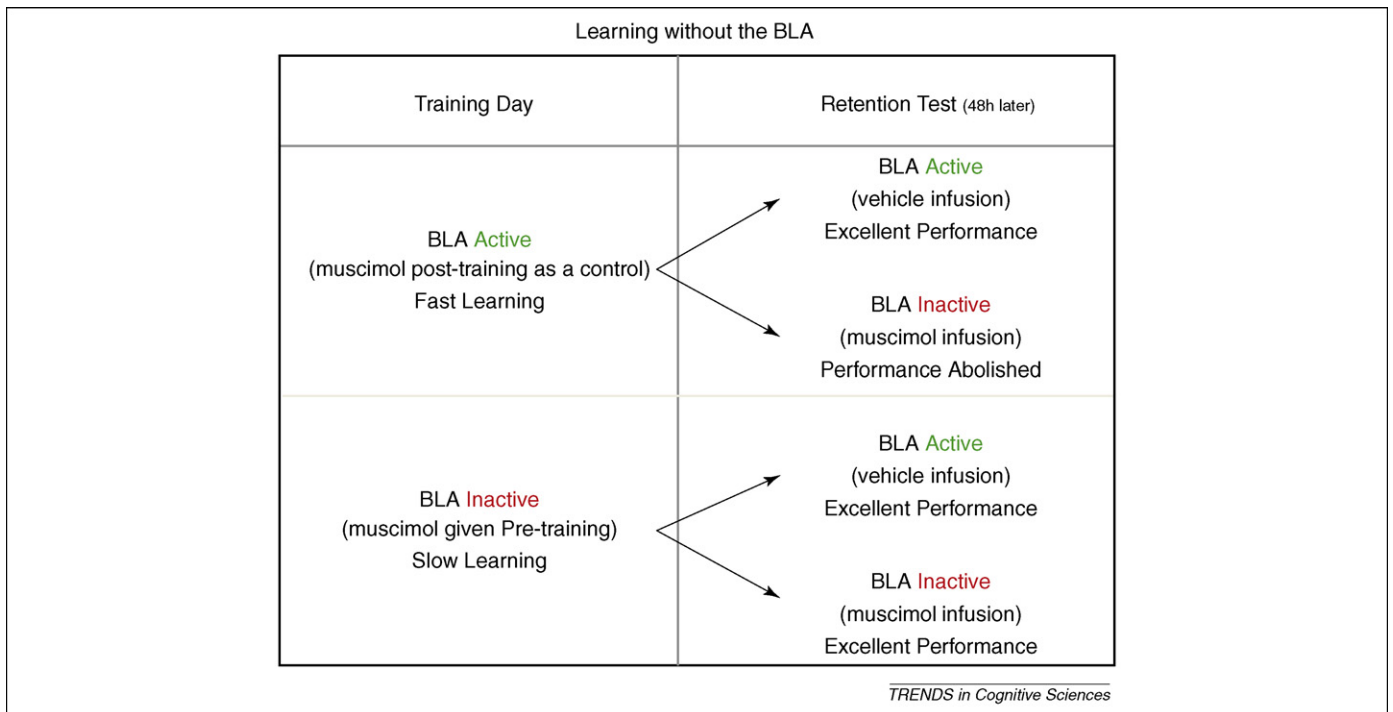 Learning without the BLA
Training Day
Retention Test (48h later)
BLA Active
(muscimol post-training as a control)
Fast Learning
BLA Active
(vehicle infusion)
Excellent Performance
BLA Inactive
(muscimol infusion)
Performance Abolished
BLA Inactive
(muscimol given Pre-training)
Slow Learning
BLA Active
(vehicle infusion)
Excellent Performance
BLA Inactive
(muscimol infusion)
Excellent Performance
TRENDS in Cognitive Sciences